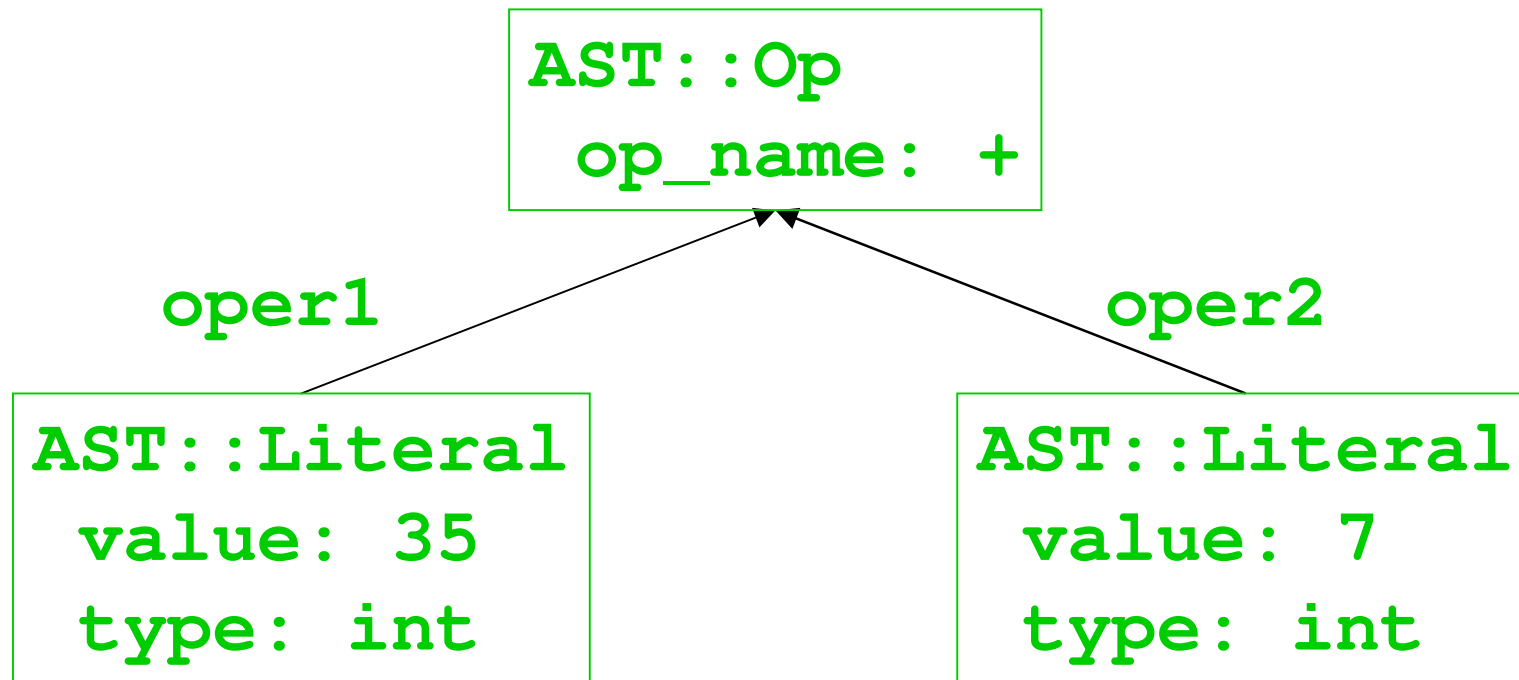 AST::Op
op_name: +
oper1
oper2
AST::Literal
value: 35
type: int
AST::Literal
value: 7
type: int